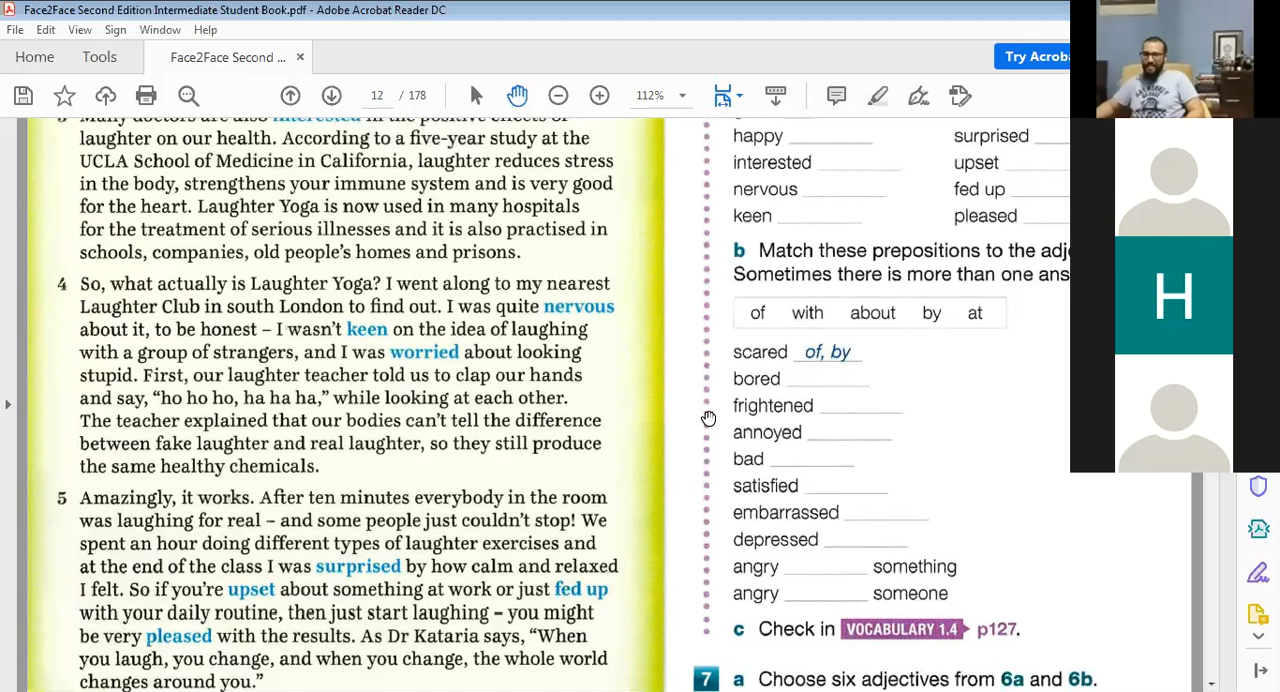 Face2Face Second Edition Intermediate Student Book.pdf - Adobe Acrobat Reader DC
File Edit View Sign Window Help
Home Tools Face2Face Second ... × Try Acroba
12 / 178 112%
laughter on our health. According to a five-year study at the
UCLA School of Medicine in California, laughter reduces stress
in the body, strengthens your immune system and is very good
for the heart. Laughter Yoga is now used in many hospitals
for the treatment of serious illnesses and it is also practised in
schools, companies, old people's homes and prisons.
4 So, what actually is Laughter Yoga? I went along to my nearest
Laughter Club in south London to find out. I was quite nervous
about it, to be honest – I wasn't keen on the idea of laughing
with a group of strangers, and I was worried about looking
stupid. First, our laughter teacher told us to clap our hands
and say, "ho ho ho, ha ha ha," while looking at each other.
The teacher explained that our bodies can't tell the difference
between fake laughter and real laughter, so they still produce
the same healthy chemicals.
5 Amazingly, it works. After ten minutes everybody in the room
was laughing for real – and some people just couldn't stop! We
spent an hour doing different types of laughter exercises and
at the end of the class I was surprised by how calm and relaxed
I felt. So if you're upset about something at work or just fed up
with your daily routine, then just start laughing – you might
be very pleased with the results. As Dr Kataria says, "When
you laugh, you change, and when you change, the whole world
changes around you."
happy surprised
interested upset
nervous fed up
keen pleased
b Match these prepositions to the adj
Sometimes there is more than one ans
of with about by at
scared of, by
bored
frightened
annoyed
bad
satisfied
embarrassed
depressed
angry something
angry someone
c Check in VOCABULARY 1.4 p127.
7 a Choose six adjectives from 6a and 6b.
H